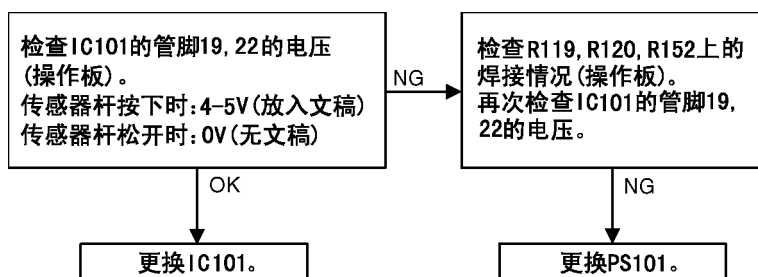 检查IC101的管脚19, 22的电压
(操作板)。
传感器杆按下时:4-5V(放入文稿)
传感器杆松开时:0V(无文稿)
NG
检查R119, R120, R152上的
焊接情况(操作板)。
再次检查IC101的管脚19,
22的电压。
OK
NG
更换IC101。
更换PS101。